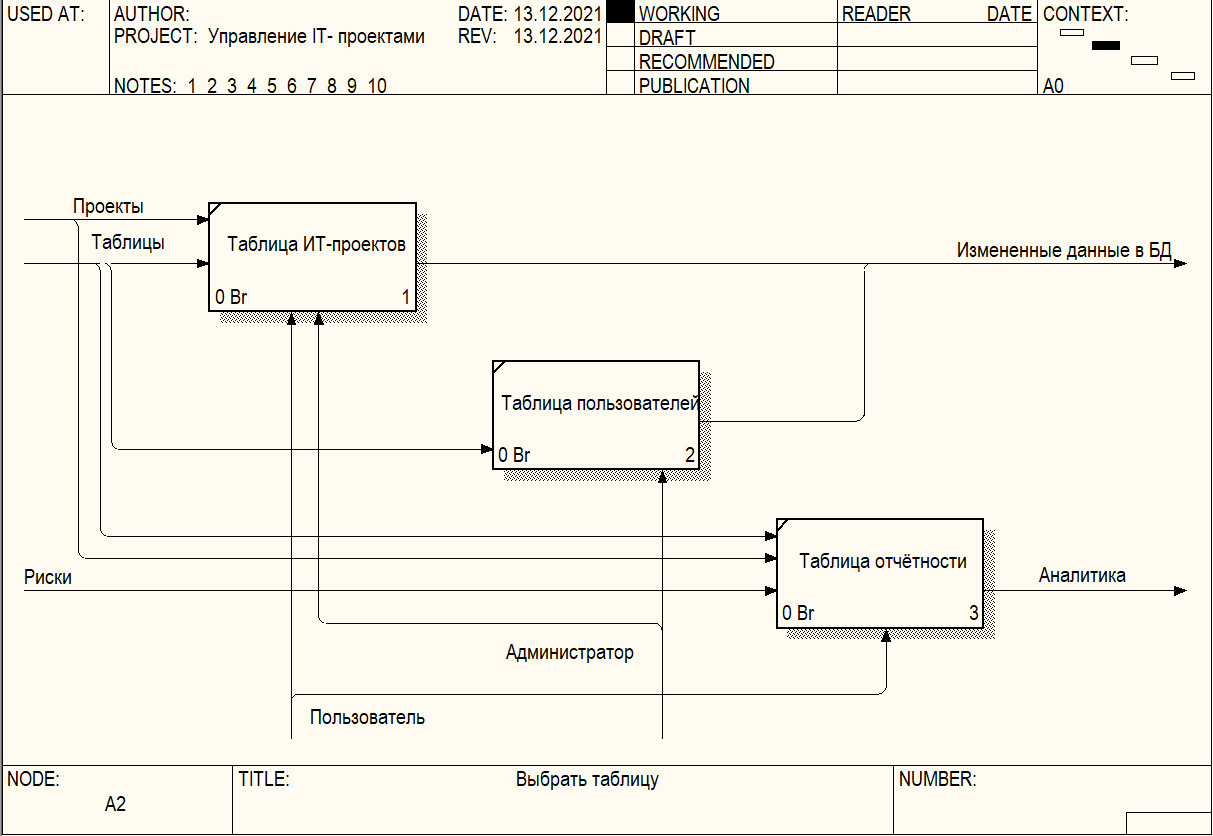 USED AT:
AUTHOR:
DATE: 13.12.2021
PROJECT: Управление IT- проектами
REV: 13.12.2021
NOTES: 1 2 3 4 5 6 7 8 9 10
WORKING
DRAFT
RECOMMENDED
PUBLICATION
READER
DATE
CONTEXT:
A0
Проекты
Таблицы
Таблица ИТ-проектов
0 Br
1
Измененные данные в БД
Таблица пользователей
0 Br
2
Риски
Таблица отчётности
0 Br
3
Аналитика
Администратор
Пользователь
NODE:
A2
TITLE:
Выбрать таблицу
NUMBER: